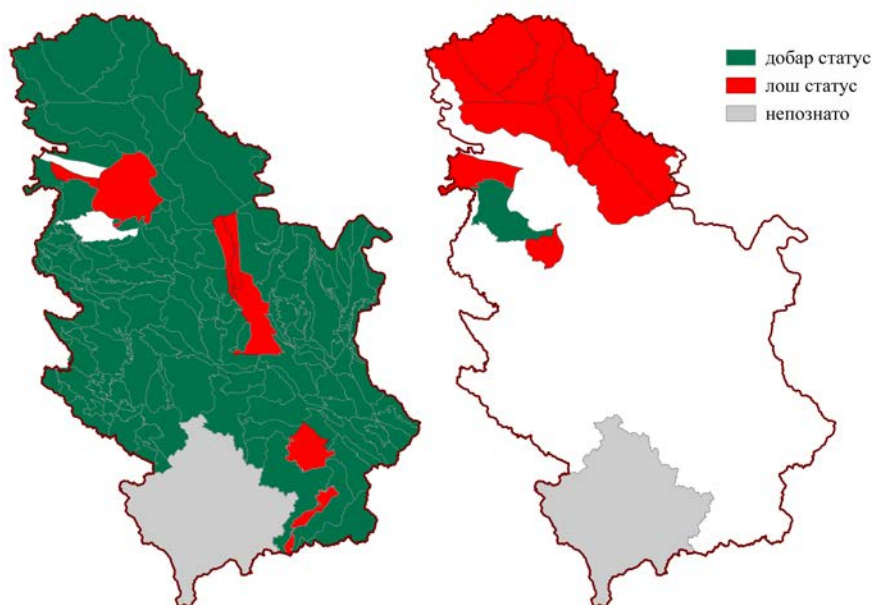 добар статус
лош статус
непознато